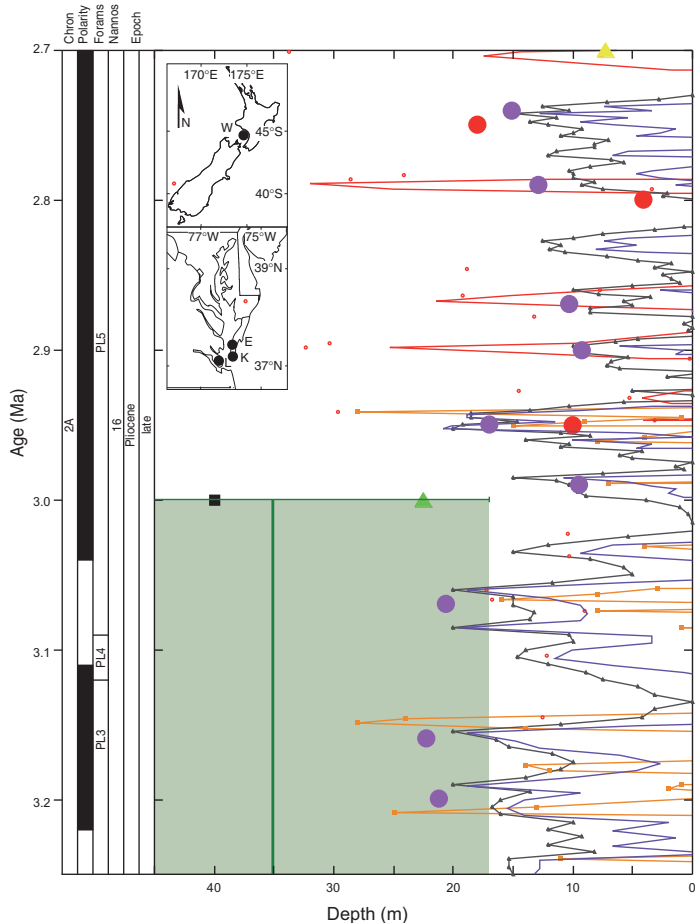 Chron
Polarity
Forams
Nannos
Epoch
2.7
2.8
2.9
3.0
3.1
3.2
Age (Ma)
2A
PL5
PL4
PL3
16
Pliocene
late
170°E 175°E
N
W
45°S
40°S
77°W 75°W
39°N
E
K
L
37°N
40 30 20 10 0
Depth (m)